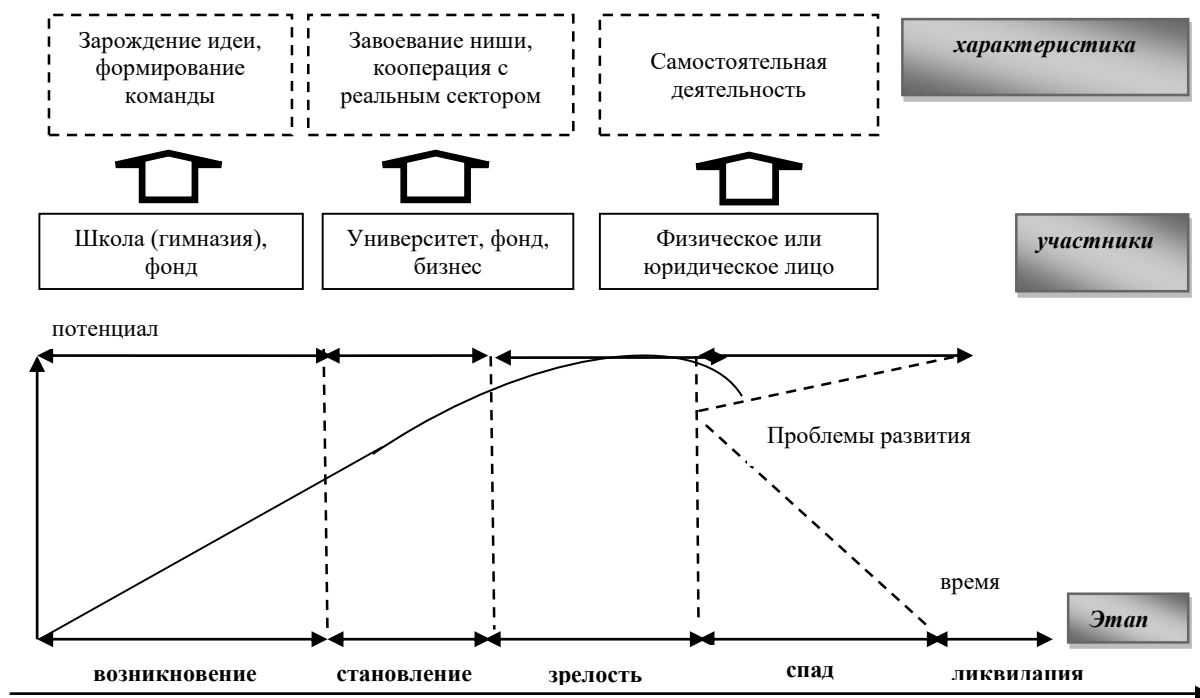 Зарождение идеи,
формирование
команды
Завоевание ниши,
кооперация с
реальным сектором
Самостоятельная
деятельность
характеристика
Школа (гимназия),
фонд
Университет, фонд,
бизнес
Физическое или
юридическое лицо
участники
потенциал
Проблемы развития
время
Этап
возникновение
становление
зрелость
спад
ликвидация